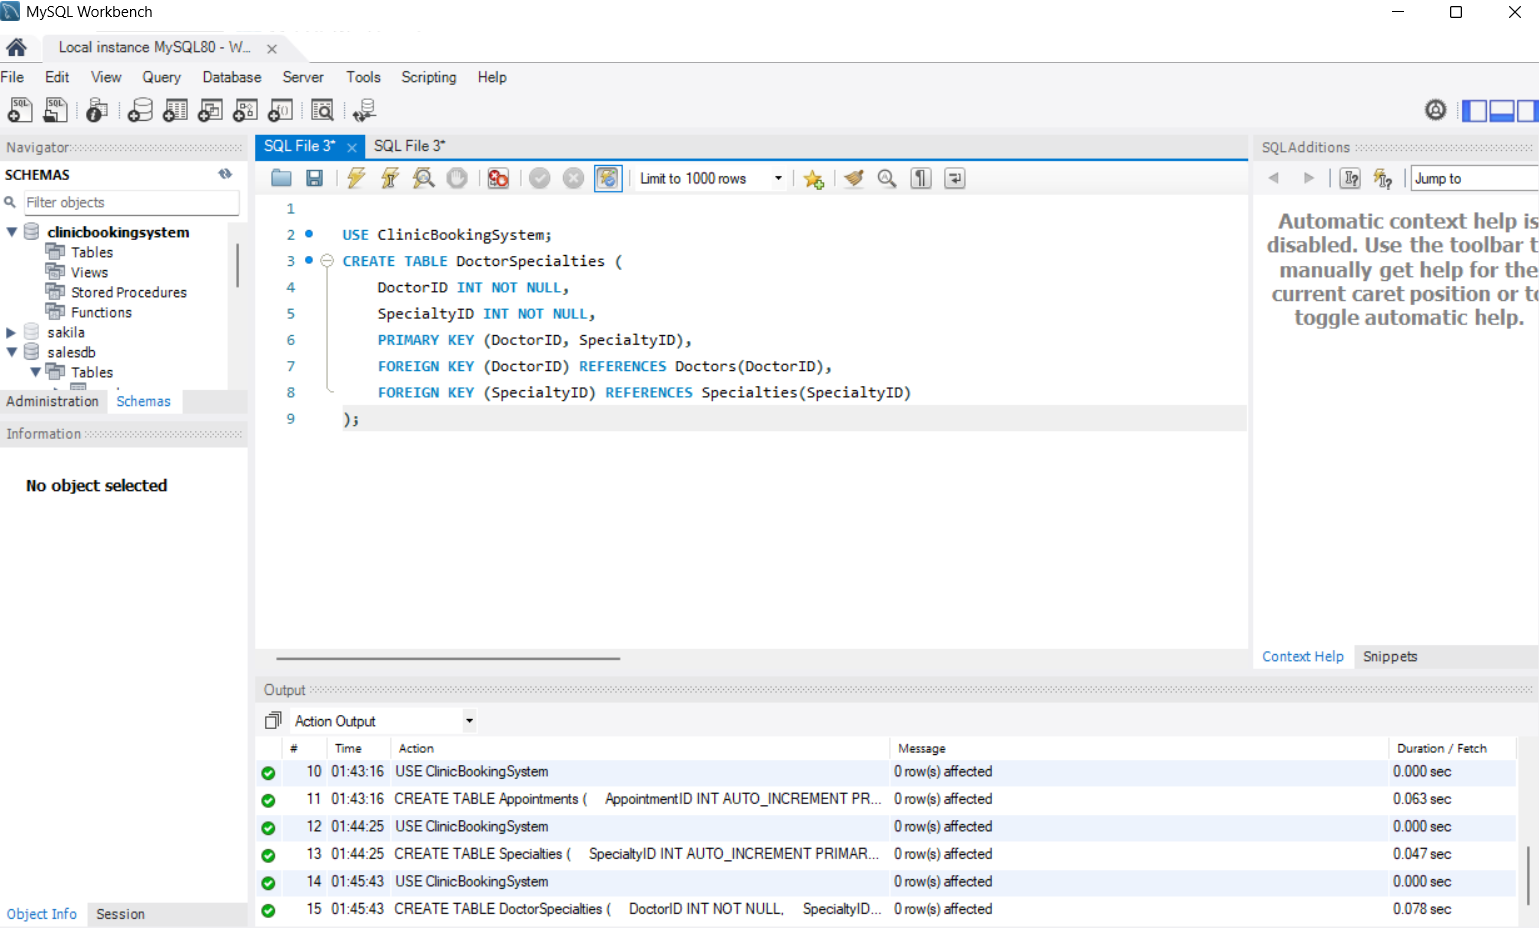 MySQL Workbench
Local instance MySQL80 - W...
File Edit View Query Database Server Tools Scripting Help
Navigator
SCHEMAS
Filter objects
clinicbookingsystem
Tables
Views
Stored Procedures
Functions
sakila
salesdb
Tables
Administration Schemas
Information
No object selected
Object Info Session
SQL File 3* SQL File 3*
Limit to 1000 rows
1
2 USE ClinicBookingSystem;
3 CREATE TABLE DoctorSpecialties (
4 DoctorID INT NOT NULL,
5 SpecialtyID INT NOT NULL,
6 PRIMARY KEY (DoctorID, SpecialtyID),
7 FOREIGN KEY (DoctorID) REFERENCES Doctors(DoctorID),
8 FOREIGN KEY (SpecialtyID) REFERENCES Specialties(SpecialtyID)
9 );
SQLAdditions
Jump to
Automatic context help is
disabled. Use the toolbar t
manually get help for the
current caret position or to
toggle automatic help.
Context Help Snippets
Output
Action Output
# Time Action Message Duration / Fetch
10 01:43:16 USE ClinicBookingSystem 0 row(s) affected 0.000 sec
11 01:43:16 CREATE TABLE Appointments ( AppointmentID INT AUTO_INCREMENT PR... 0 row(s) affected 0.063 sec
12 01:44:25 USE ClinicBookingSystem 0 row(s) affected 0.000 sec
13 01:44:25 CREATE TABLE Specialties ( SpecialtyID INT AUTO_INCREMENT PRIMAR... 0 row(s) affected 0.047 sec
14 01:45:43 USE ClinicBookingSystem 0 row(s) affected 0.000 sec
15 01:45:43 CREATE TABLE DoctorSpecialties ( DoctorID INT NOT NULL, SpecialtyID... 0 row(s) affected 0.078 sec